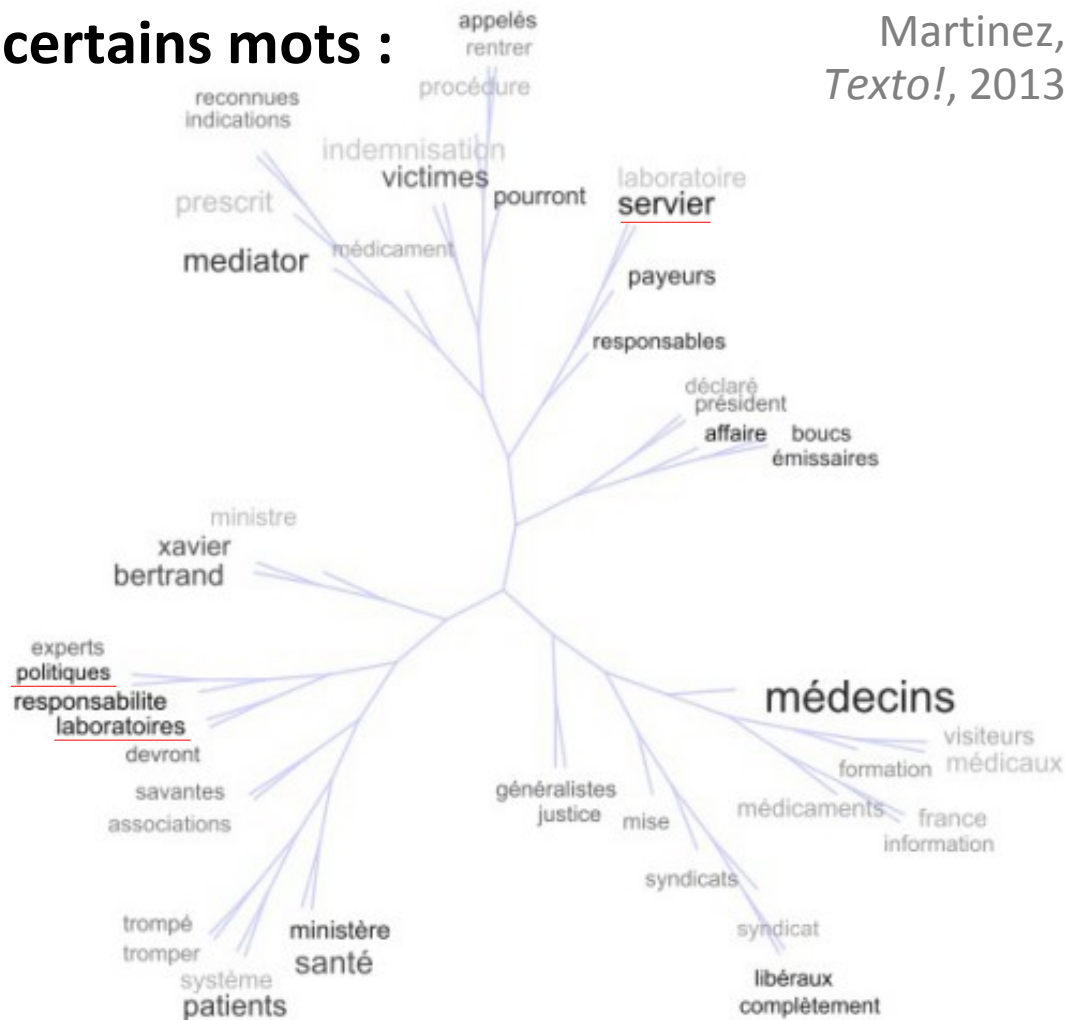 certains mots :
Martinez,
Texto!, 2013
appelés
rentrer
procédure
reconnues
indications
indemnisation
victimes
pourront
laboratoire
servier
prescrit
mediator
médicament
payeurs
responsables
déclaré
président
affaire
boucs
émissaires
ministre
xavier
bertrand
experts
politiques
responsabilite
laboratoires
devront
savantes
associations
trompé
tromper
système
patients
ministère
santé
généralistes
justice
mise
syndicats
syndicat
libéraux
complètement
médecins
visiteurs
médicaux
formation
médicaments
france
information